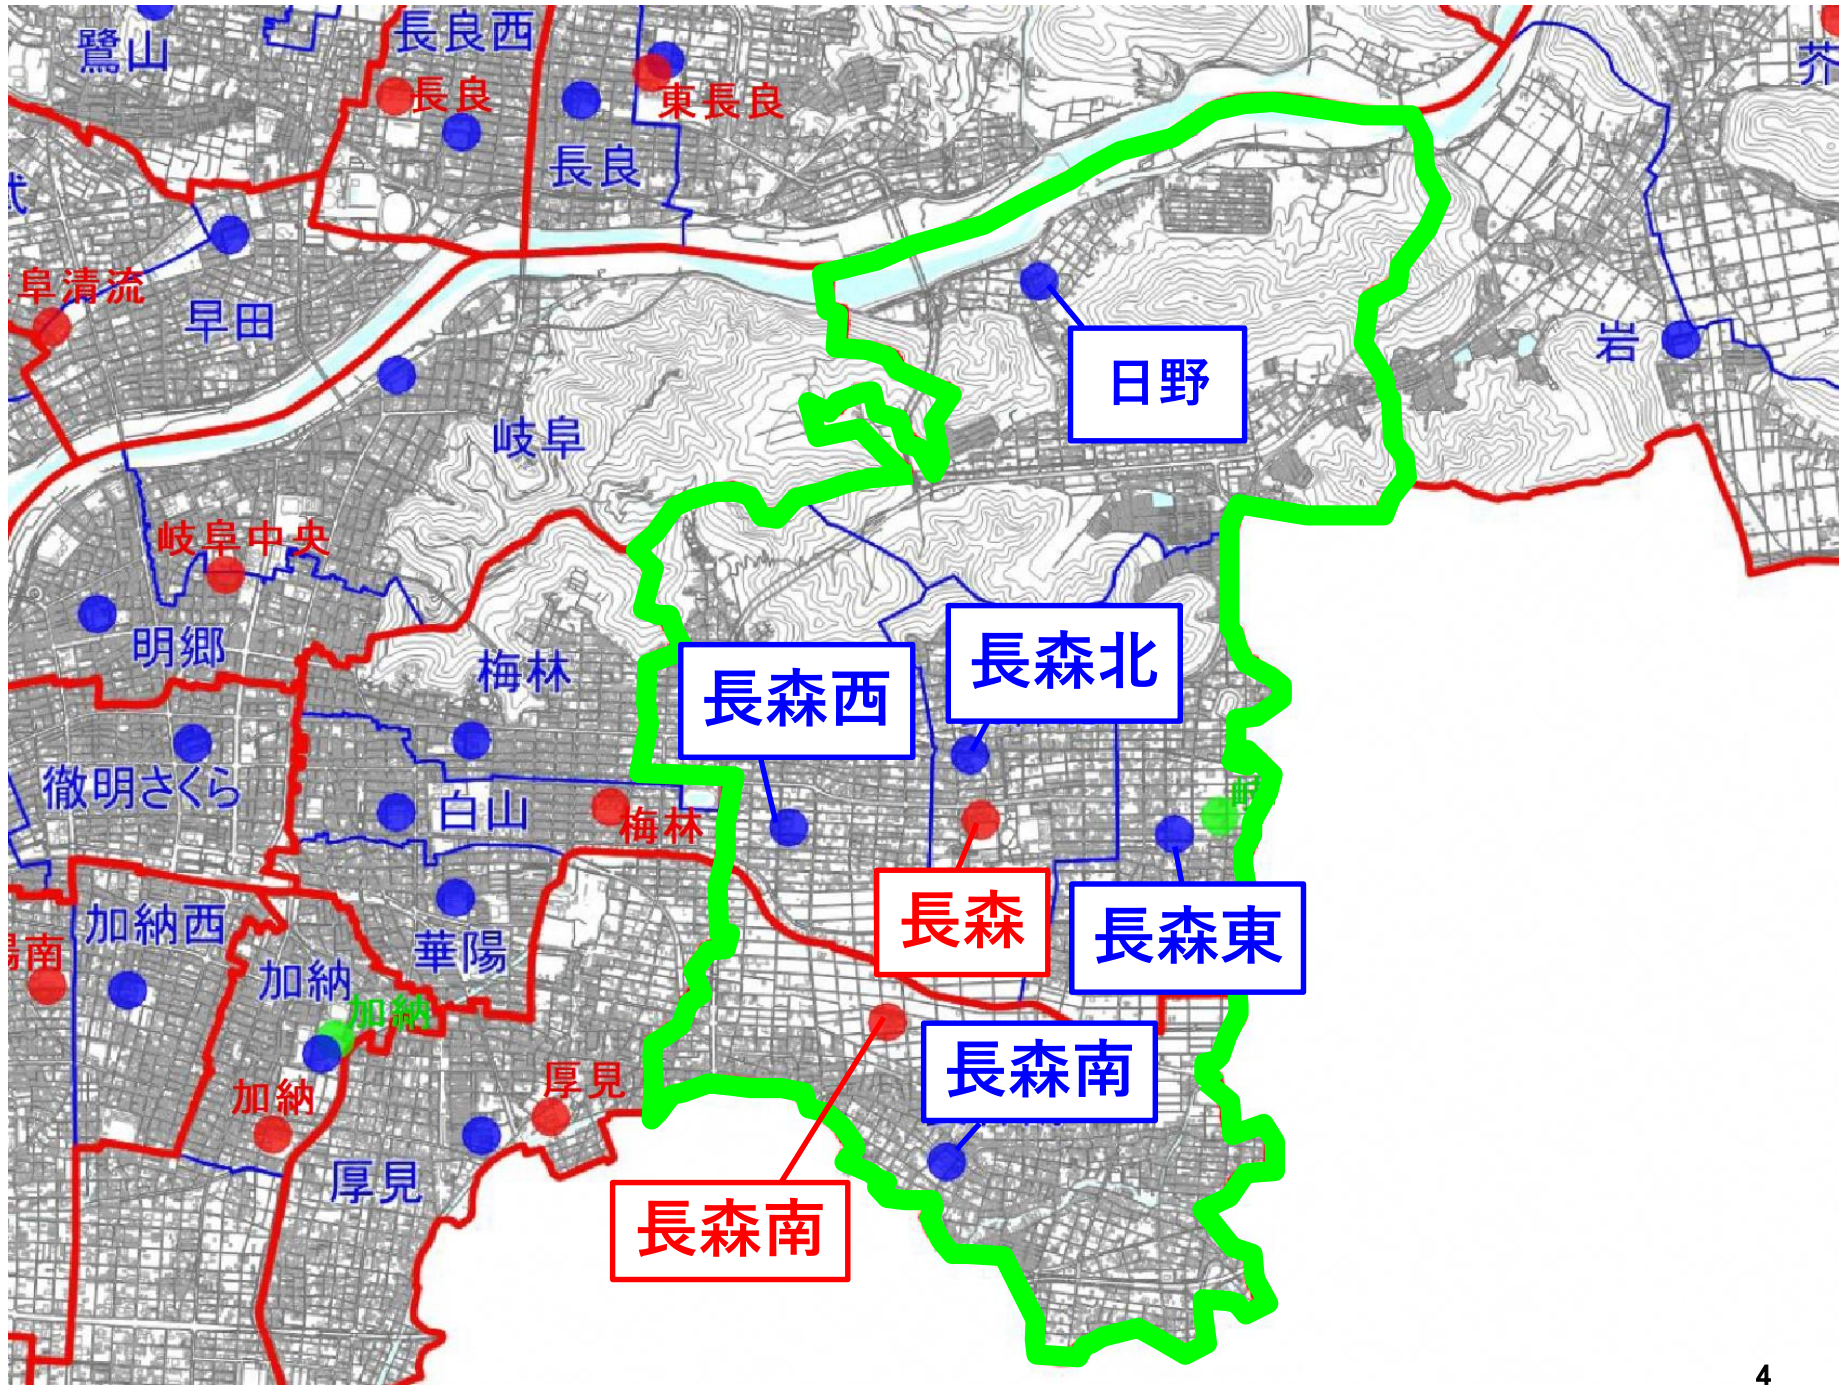 鷺山
長良西
長良
東長良
芥
長良
阜清流
早田
岩
日野
岐阜
岐阜中央
明郷
梅林
長森北
長森西
徹明さくら
白山
梅林
長森
加納西
長森東
華陽
陽南
加納
加納
長森南
厚見
加納
厚見
長森南
4